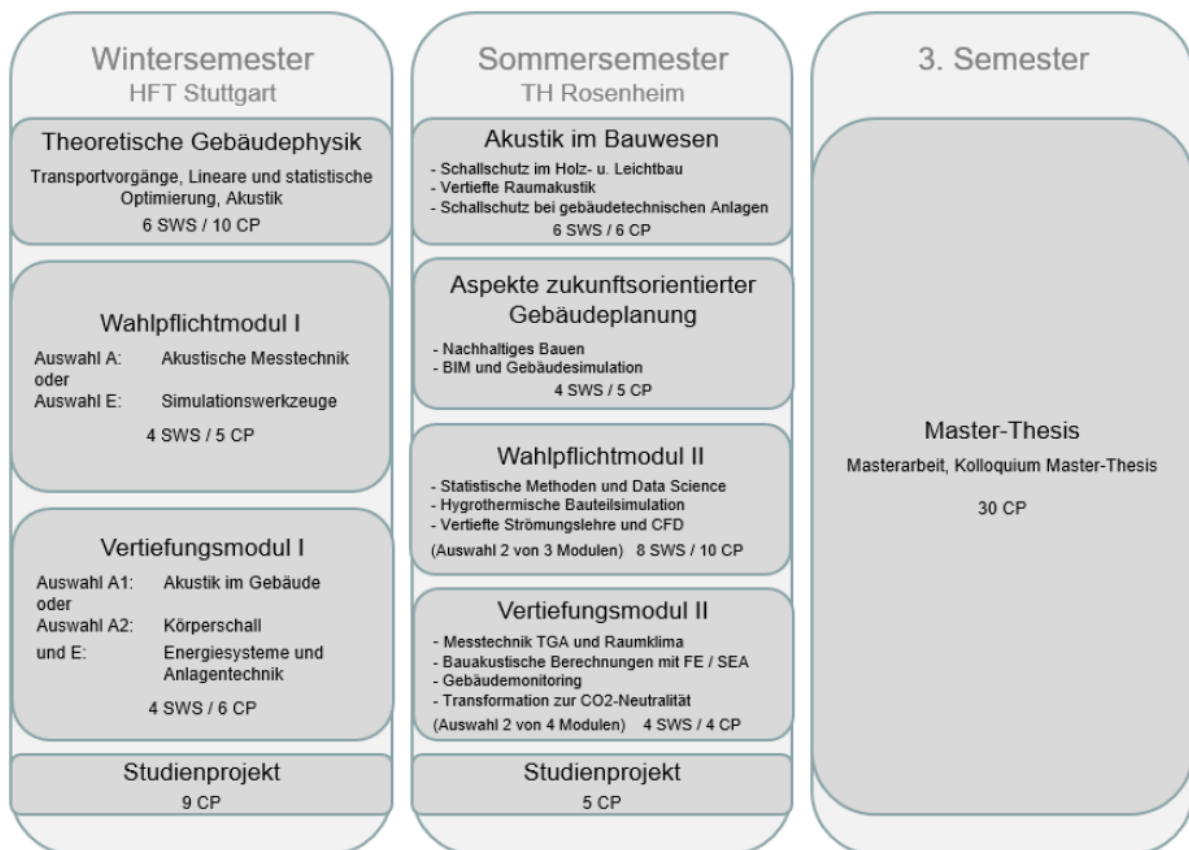 Wintersemester
HFT Stuttgart
Theoretische Gebäudephysik
Transportvorgänge, Lineare und statistische
Optimierung, Akustik
6 SWS / 10 CP
Wahlpflichtmodul I
Auswahl A: Akustische Messtechnik
oder
Auswahl E: Simulationswerkzeuge
4 SWS / 5 CP
Vertiefungsmodul I
Auswahl A1: Akustik im Gebäude
oder
Auswahl A2: Körperschall
und E: Energiesysteme und
Anlagentechnik
4 SWS / 6 CP
Studienprojekt
9 CP
Sommersemester
TH Rosenheim
Akustik im Bauwesen
- Schallschutz im Holz- u. Leichtbau
- Vertiefte Raumakustik
- Schallschutz bei gebäudetechnischen Anlagen
6 SWS / 6 CP
Aspekte zukunftsorientierter
Gebäudeplanung
- Nachhaltiges Bauen
- BIM und Gebäudesimulation
4 SWS / 5 CP
Wahlpflichtmodul II
- Statistische Methoden und Data Science
- Hygrothermische Bauteilsimulation
- Vertiefte Strömungslehre und CFD
(Auswahl 2 von 3 Modulen) 8 SWS / 10 CP
Vertiefungsmodul II
- Messtechnik TGA und Raumklima
- Bauakustische Berechnungen mit FE / SEA
- Gebäudemonitoring
- Transformation zur CO2-Neutralität
(Auswahl 2 von 4 Modulen) 4 SWS / 4 CP
Studienprojekt
5 CP
3. Semester
Master-Thesis
Masterarbeit, Kolloquium Master-Thesis
30 CP